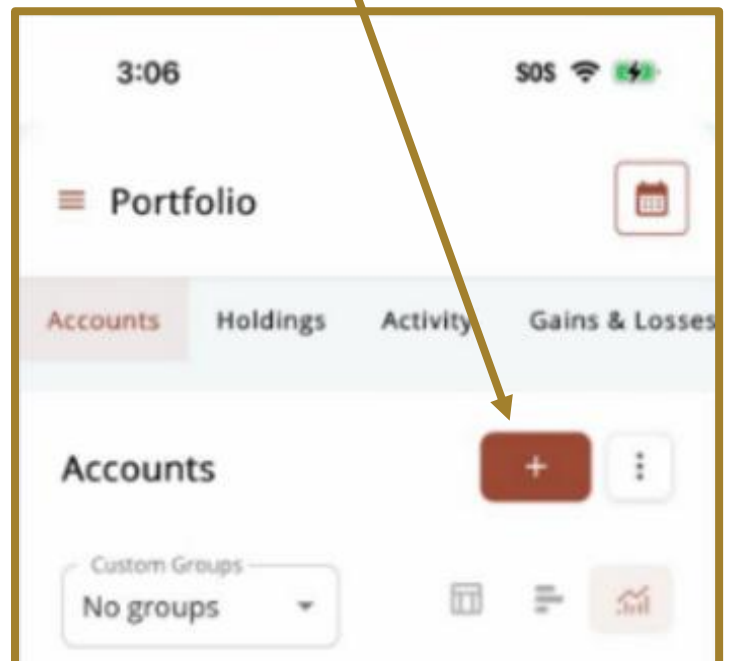 3:06 SOS
Portfolio
Accounts Holdings Activity Gains & Losses
Accounts +
Custom Groups
No groups